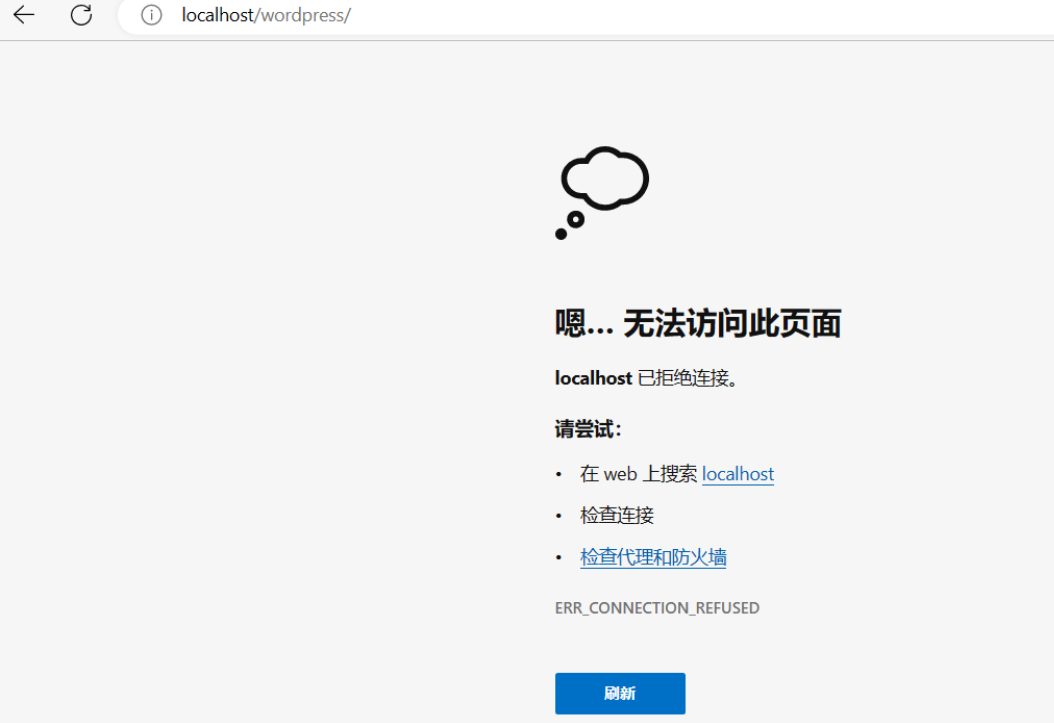 localhost/wordpress/
嗯… 无法访问此页面
localhost 已拒绝连接。
请尝试：
• 在 web 上搜索 localhost
• 检查连接
• 检查代理和防火墙
ERR_CONNECTION_REFUSED
刷新